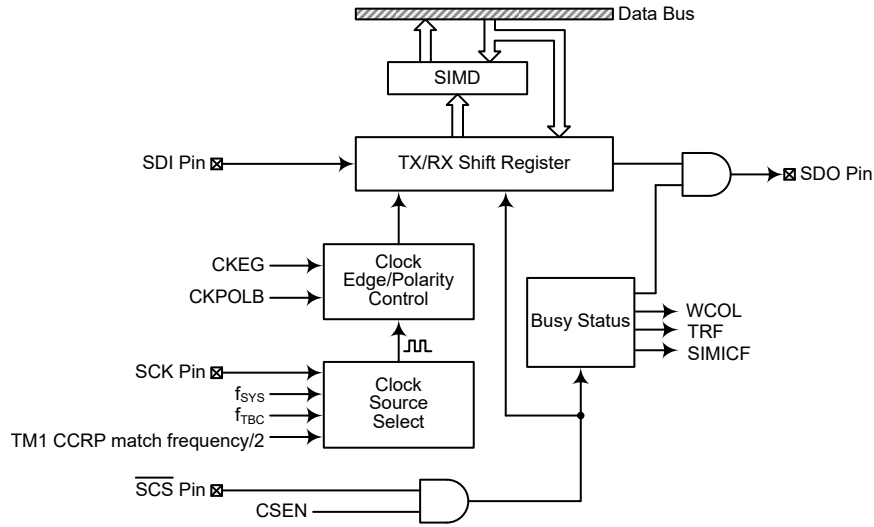 Data Bus
SIMD
SDI Pin
TX/RX Shift Register
SDO Pin
CKEG
CKPOLB
Clock
Edge/Polarity
Control
Busy Status
WCOL
TRF
SIMICF
SCK Pin
fSYS
fTBC
TM1 CCRP match frequency/2
Clock
Source
Select
SCS Pin
CSEN